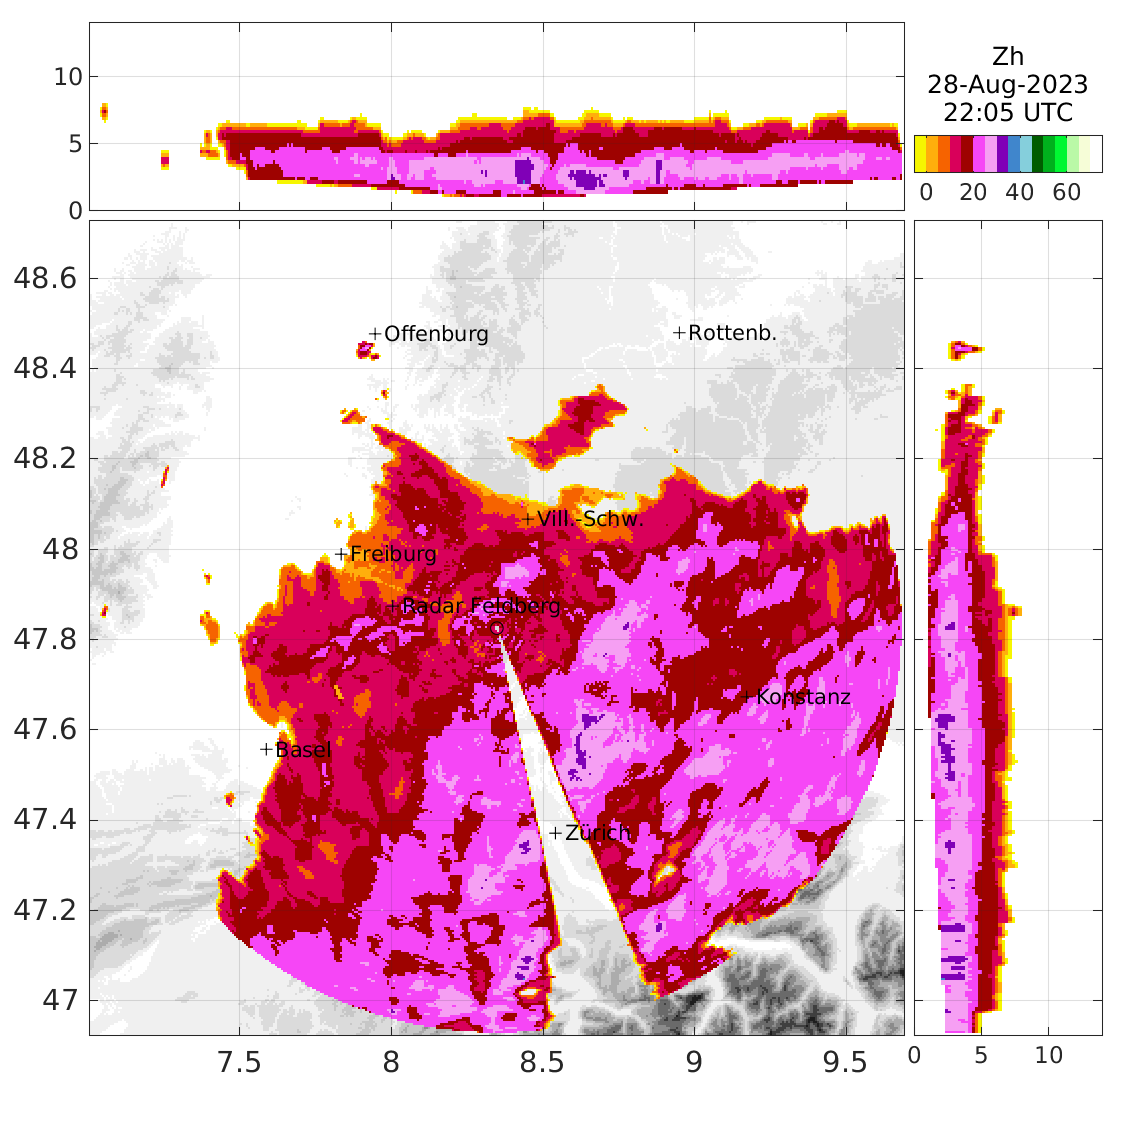 Zh
28-Aug-2023
22:05 UTC
0 20 40 60
10
5
0
48.6
48.4
48.2
48
47.8
47.6
47.4
47.2
47
+Offenburg
+Rottenb.
+Vill.-Schw.
+Freiburg
+Radar Feldberg
+Konstanz
+Basel
+Zürich
7.5 8 8.5 9 9.5
0 5 10